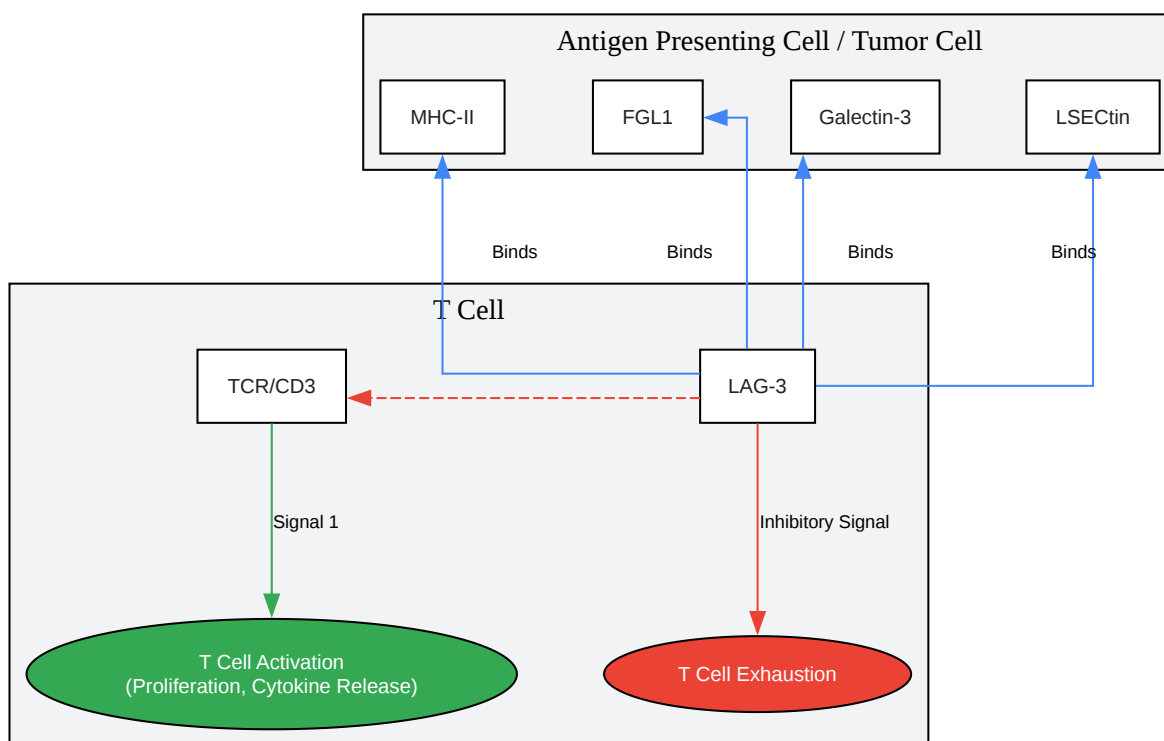 Antigen Presenting Cell / Tumor Cell
MHC-II
FGL1
Galectin-3
LSECtin
Binds
Binds
Binds
Binds
T Cell
TCR/CD3
LAG-3
Signal 1
Inhibitory Signal
T Cell Activation
(Proliferation, Cytokine Release)
T Cell Exhaustion